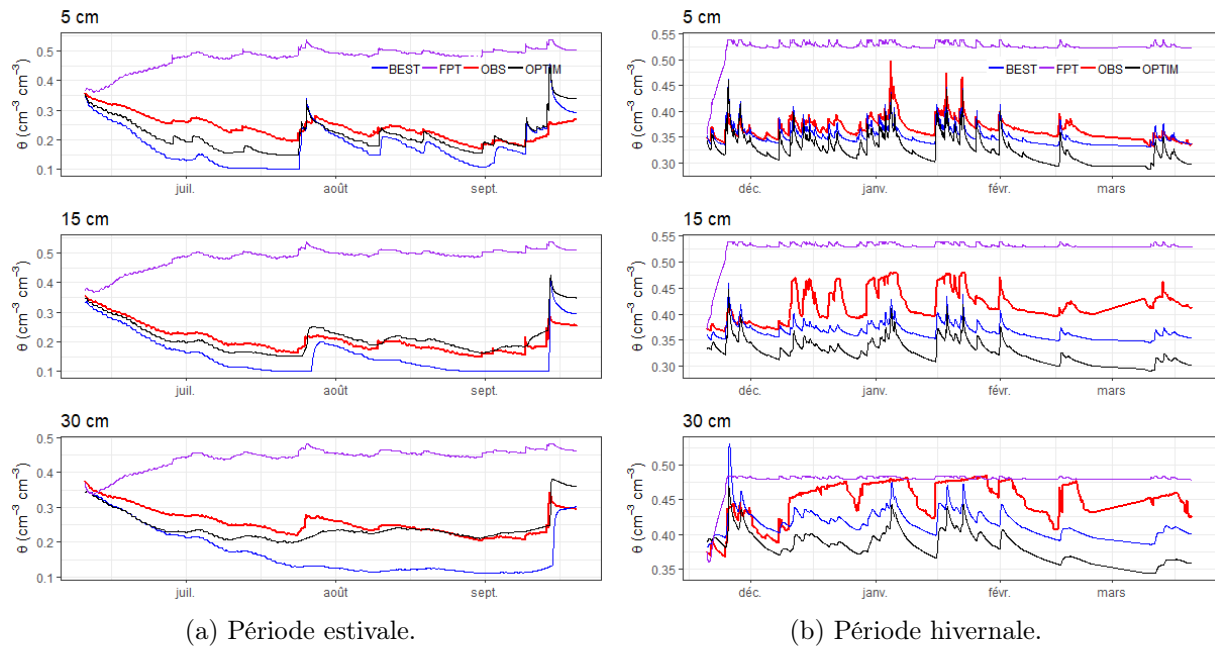 5 cm
θ (cm⁻³ cm⁻³)
0.5
0.4
0.3
0.2
0.1
BEST FPT OBS OPTIM
juil. août sept.
15 cm
θ (cm⁻³ cm⁻³)
0.5
0.4
0.3
0.2
0.1
juil. août sept.
30 cm
θ (cm⁻³ cm⁻³)
0.5
0.4
0.3
0.2
0.1
juil. août sept.
(a) Période estivale.
5 cm
θ (cm⁻³ cm⁻³)
0.55
0.50
0.45
0.40
0.35
0.30
BEST FPT OBS OPTIM
déc. janv. févr. mars
15 cm
θ (cm⁻³ cm⁻³)
0.55
0.50
0.45
0.40
0.35
0.30
déc. janv. févr. mars
30 cm
θ (cm⁻³ cm⁻³)
0.50
0.45
0.40
0.35
déc. janv. févr. mars
(b) Période hivernale.